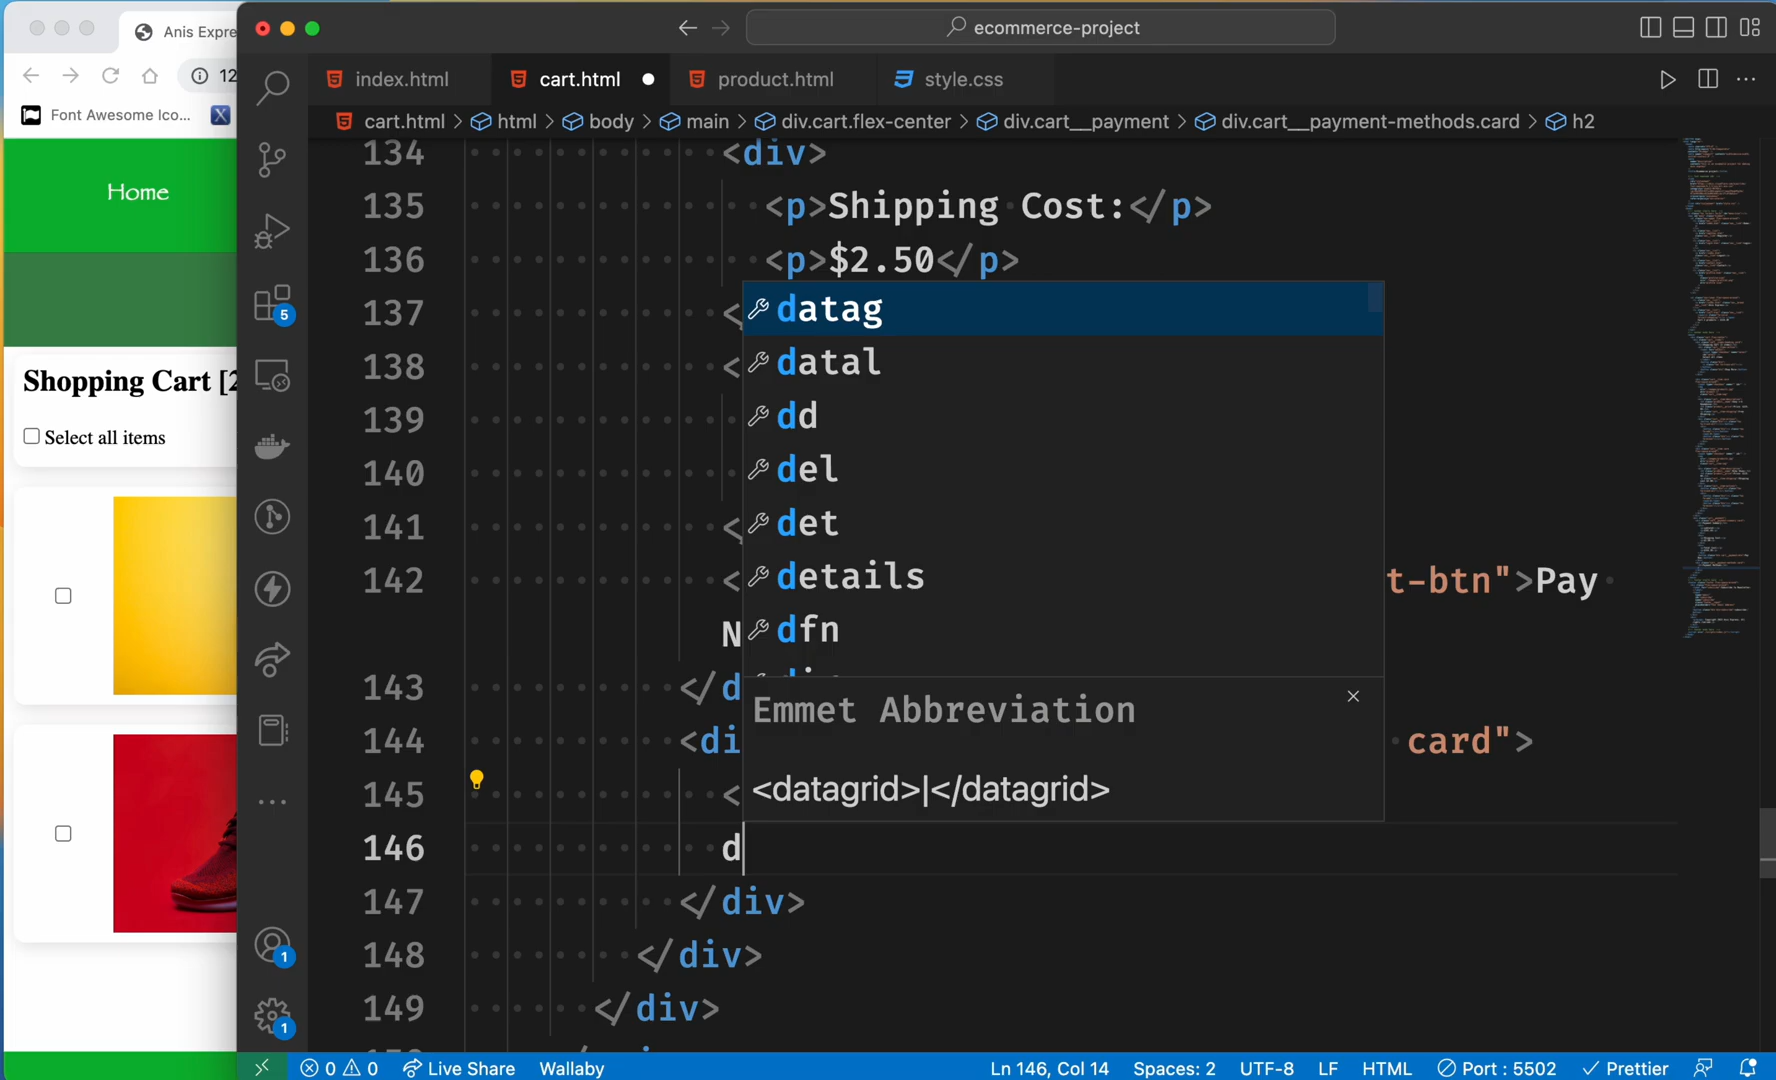 Anis Expre
ecommerce-project
12
Font Awesome Ico...
X
index.html
cart.html
product.html
style.css
cart.html > html > body > main > div.cart.flex-center > div.cart__payment > div.cart__payment-methods.card > h2
Home
Shopping Cart [2
Select all items
5
1
1
134 <div>
135 <p>Shipping Cost:</p>
136 <p>$2.50</p>
137 <
138 <
139
140
141 <
142 < t-btn">Pay
N
143 </d
144 <di card">
145 <
146 d
147 </div>
148 </div>
149 </div>
datag
datal
dd
del
det
details
dfn
Emmet Abbreviation
<datagrid>|</datagrid>
0 0 Live Share Wallaby Ln 146, Col 14 Spaces: 2 UTF-8 LF HTML Port : 5502 Prettier